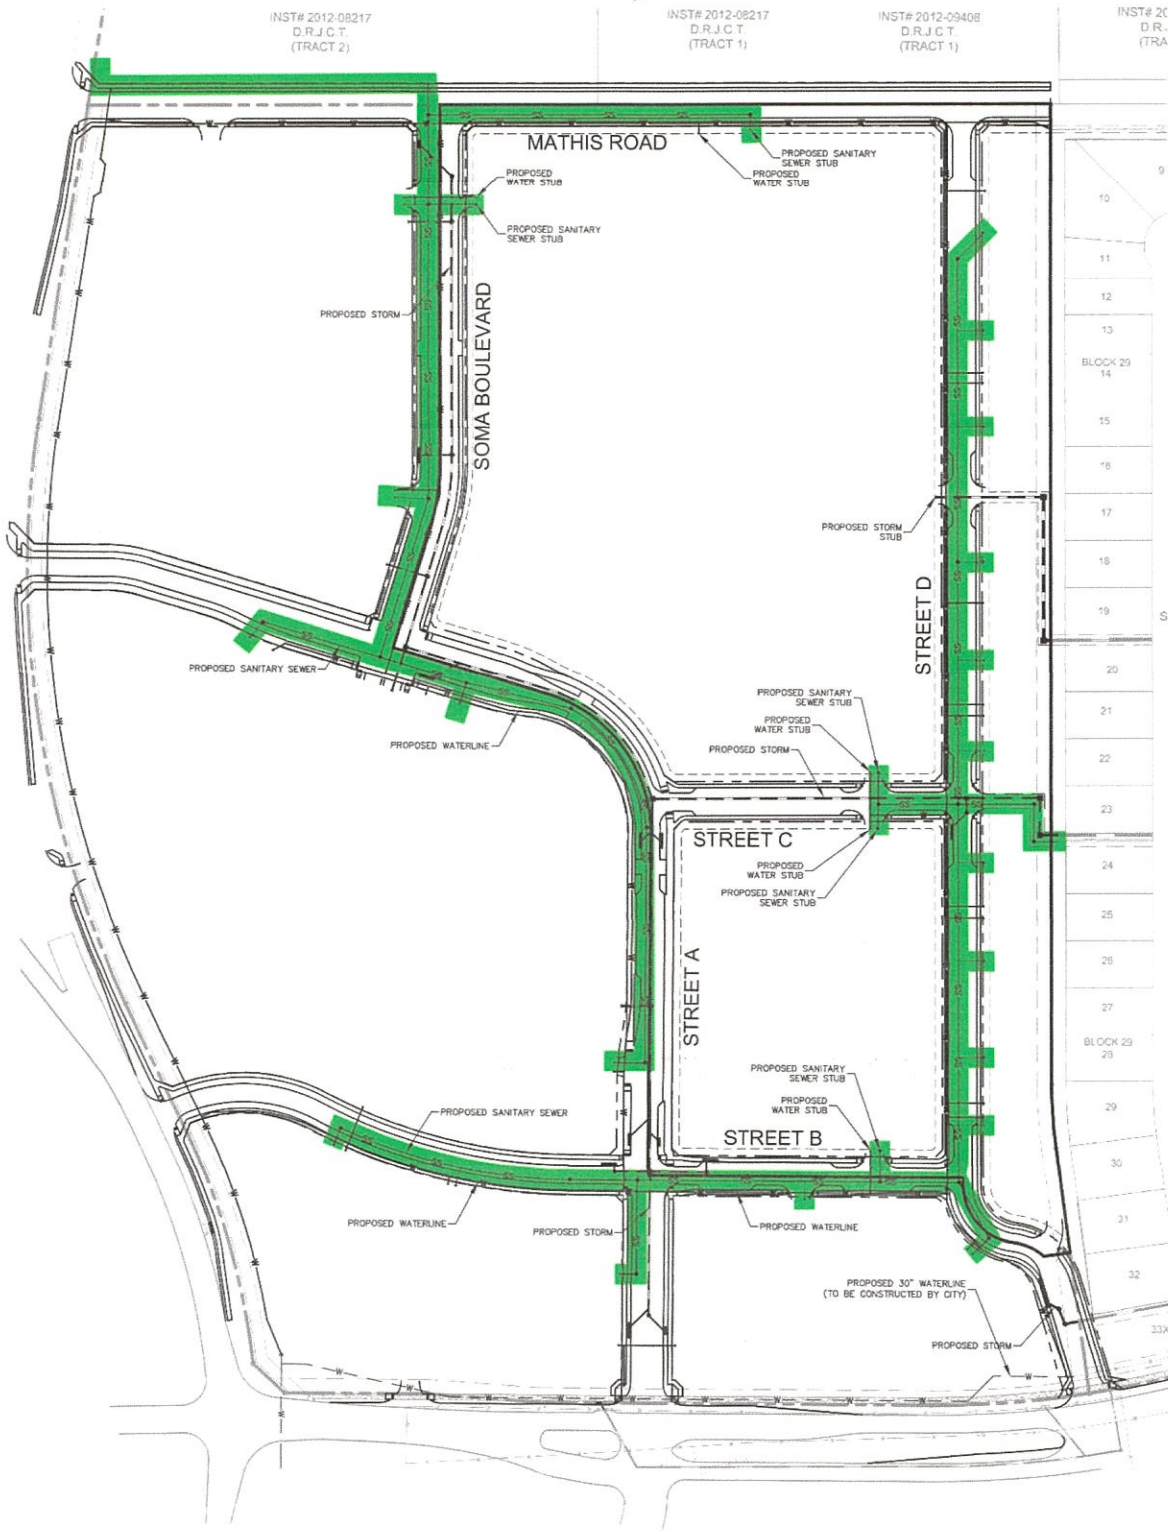 INST# 2012-08217
D.R.J.C.T.
(TRACT 2)
INST# 2012-08217
D.R.J.C.T.
(TRACT 1)
INST# 2012-09408
D.R.J.C.T.
(TRACT 1)
INST# 20
D.R.
(TRA
MATHIS ROAD
PROPOSED SANITARY
SEWER STUB
PROPOSED
WATER STUB
PROPOSED
WATER STUB
PROPOSED SANITARY
SEWER STUB
PROPOSED STORM
SOMA BOULEVARD
9
10
11
12
13
BLOCK 29
14
15
16
17
18
19
20
21
22
23
24
25
26
27
BLOCK 29
28
29
30
31
32
33X
S
PROPOSED STORM
STUB
STREET D
PROPOSED SANITARY SEWER
PROPOSED WATERLINE
PROPOSED SANITARY
SEWER STUB
PROPOSED
WATER STUB
PROPOSED STORM
STREET C
PROPOSED
WATER STUB
PROPOSED SANITARY
SEWER STUB
STREET A
PROPOSED SANITARY
SEWER STUB
PROPOSED
WATER STUB
STREET B
PROPOSED SANITARY SEWER
PROPOSED WATERLINE
PROPOSED STORM
PROPOSED WATERLINE
PROPOSED 30" WATERLINE
(TO BE CONSTRUCTED BY CITY)
PROPOSED STORM